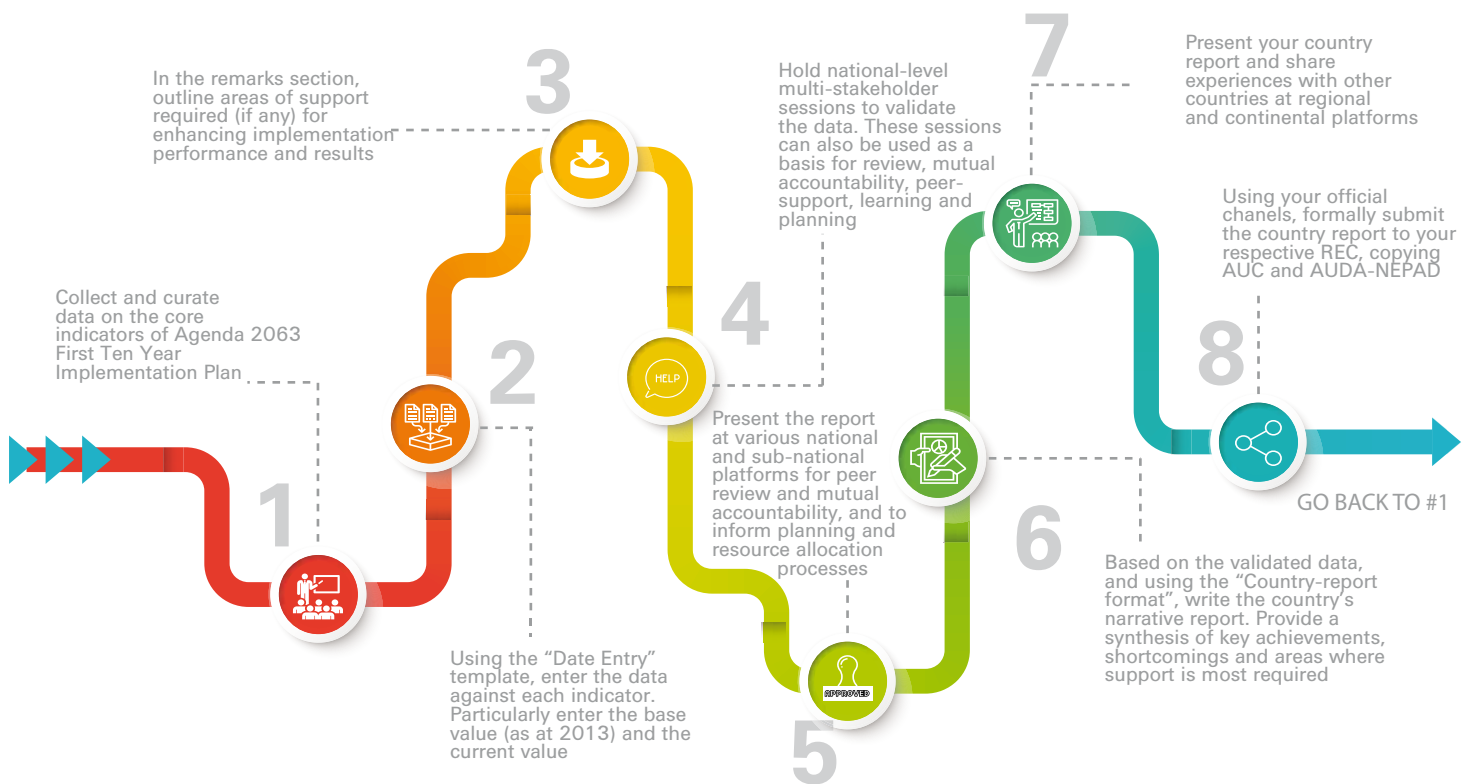 1
Collect and curate
data on the core
indicators of Agenda 2063
First Ten Year
Implementation Plan
2
Using the “Date Entry”
template, enter the data
against each indicator.
Particularly enter the base
value (as at 2013) and the
current value
3
In the remarks section,
outline areas of support
required (if any) for
enhancing implementation
performance and results
4
HELP
Hold national-level
multi-stakeholder
sessions to validate
the data. These sessions
can also be used as a
basis for review, mutual
accountability, peer-
support, learning and
planning
5
APPROVED
Present the report
at various national
and sub-national
platforms for peer
review and mutual
accountability, and to
inform planning and
resource allocation
processes
6
Based on the validated data,
and using the “Country-report
format”, write the country’s
narrative report. Provide a
synthesis of key achievements,
shortcomings and areas where
support is most required
7
Present your country
report and share
experiences with other
countries at regional
and continental platforms
8
Using your official
chanels, formally submit
the country report to your
respective REC, copying
AUC and AUDA-NEPAD
GO BACK TO #1